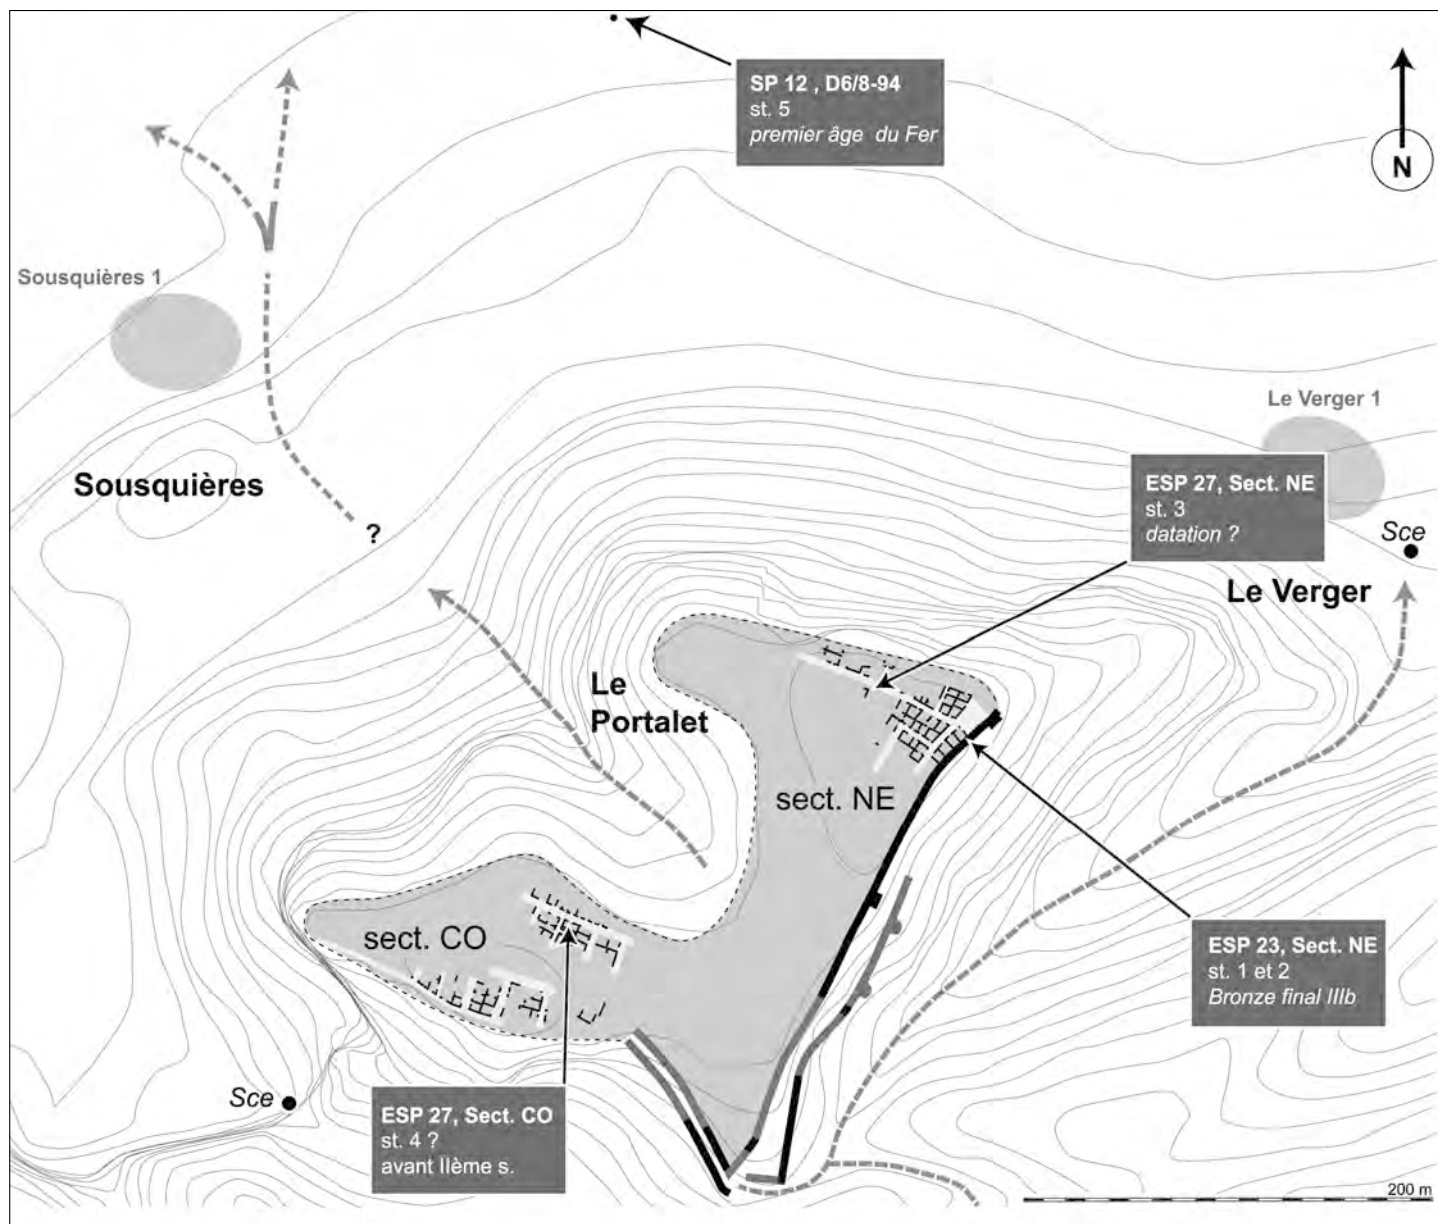 SP 12 , D6/8-94
st. 5
premier âge du Fer
N
Sousquières 1
Le Verger 1
Sousquières
?
ESP 27, Sect. NE
st. 3
datation ?
Sce
Le Verger
Le
Portalet
sect. NE
sect. CO
ESP 23, Sect. NE
st. 1 et 2
Bronze final IIIb
Sce
ESP 27, Sect. CO
st. 4 ?
avant IIème s.
200 m